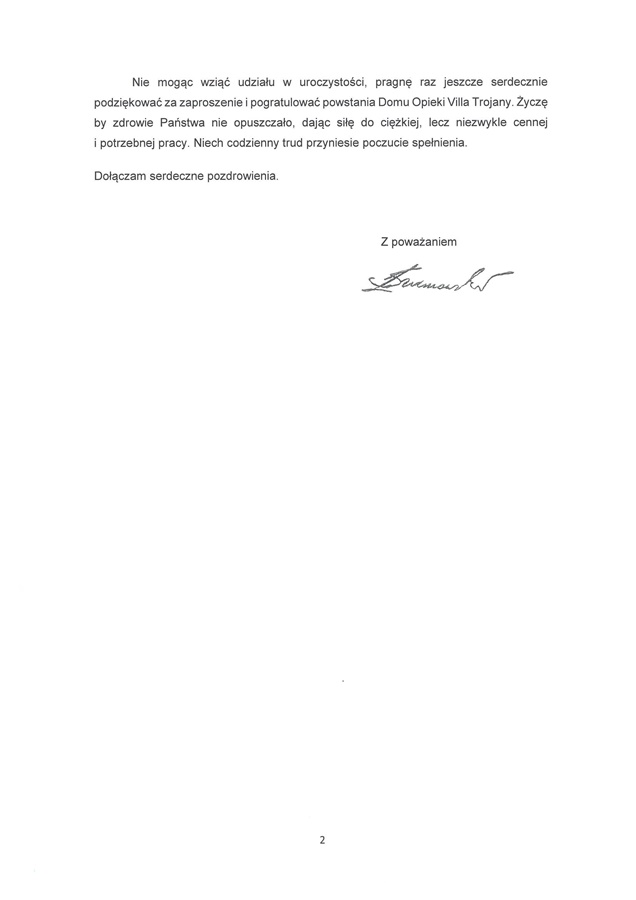 Nie mogąc wziąć udziału w uroczystości, pragnę raz jeszcze serdecznie
podziękować za zaproszenie i pogratulować powstania Domu Opieki Villa Trojany. Życzę
by zdrowie Państwa nie opuszczało, dając siłę do ciężkiej, lecz niezwykle cennej
i potrzebnej pracy. Niech codzienny trud przyniesie poczucie spełnienia.
Dołączam serdeczne pozdrowienia.
Z poważaniem
2